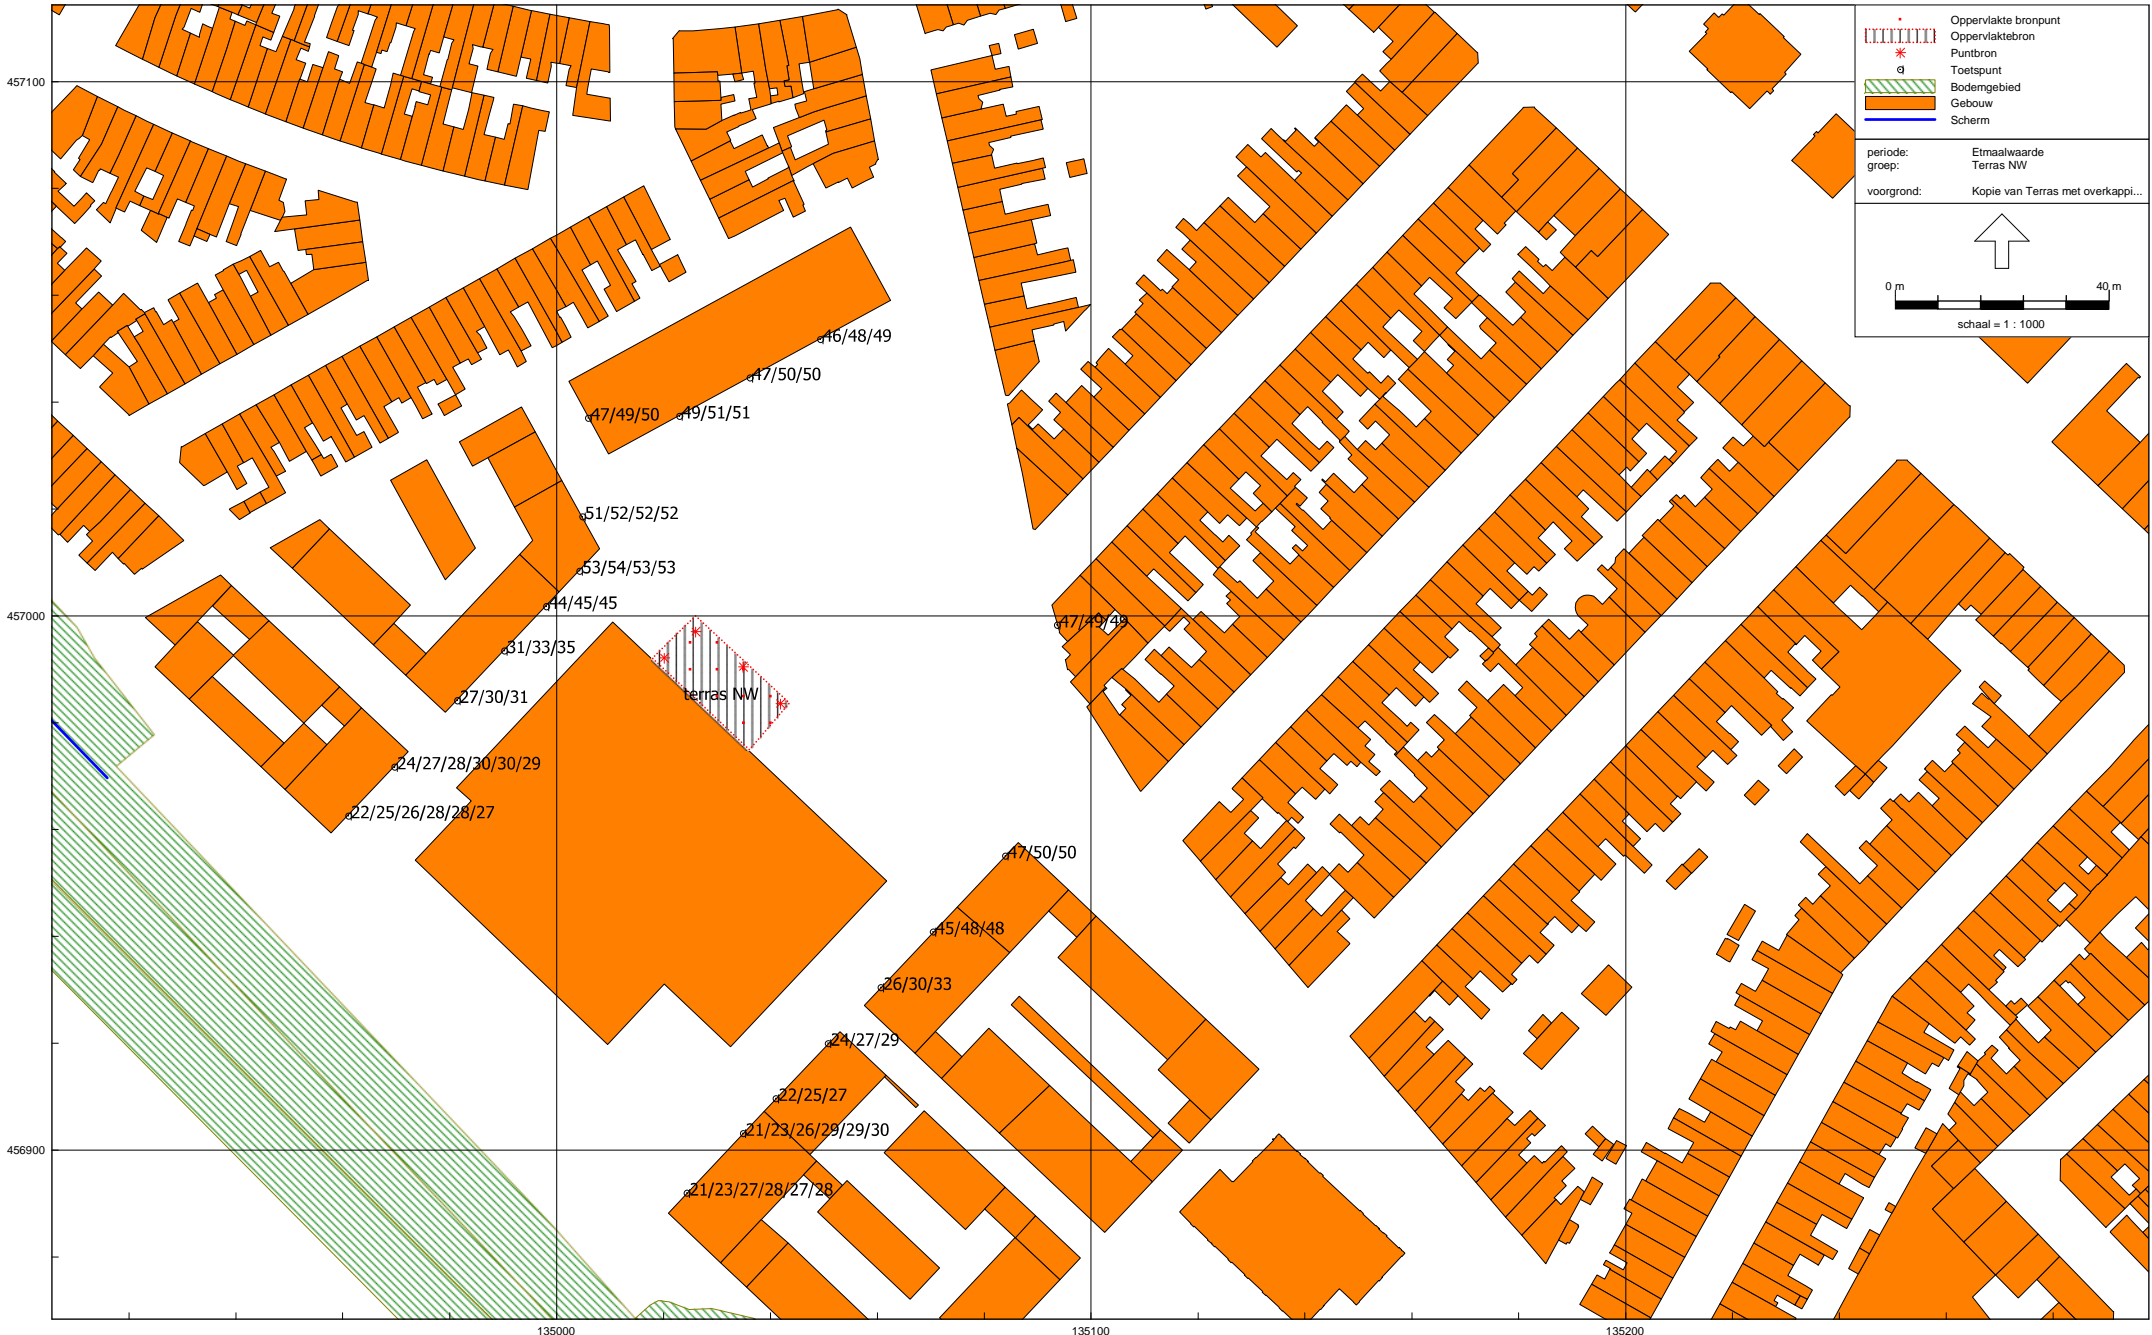 Oppervlakte bronpunt
Oppervlaktebron
Puntbron
Toetspunt
Bodemgebied
Gebouw
Scherm
periode: Etmaalwaarde
groep: Terras NW
voorgrond: Kopie van Terras met overkappi...
0 m 40 m
schaal = 1 : 1000
457100
46/48/49
47/50/50
47/49/50
49/51/51
51/52/52/52
53/54/53/53
44/45/45
457000
47/49/49
31/33/35
terras NW
27/30/31
24/27/28/30/30/29
22/25/26/28/28/27
47/50/50
45/48/48
26/30/33
24/27/29
22/25/27
21/23/26/29/29/30
456900
21/23/27/28/27/28
135000 135100 135200